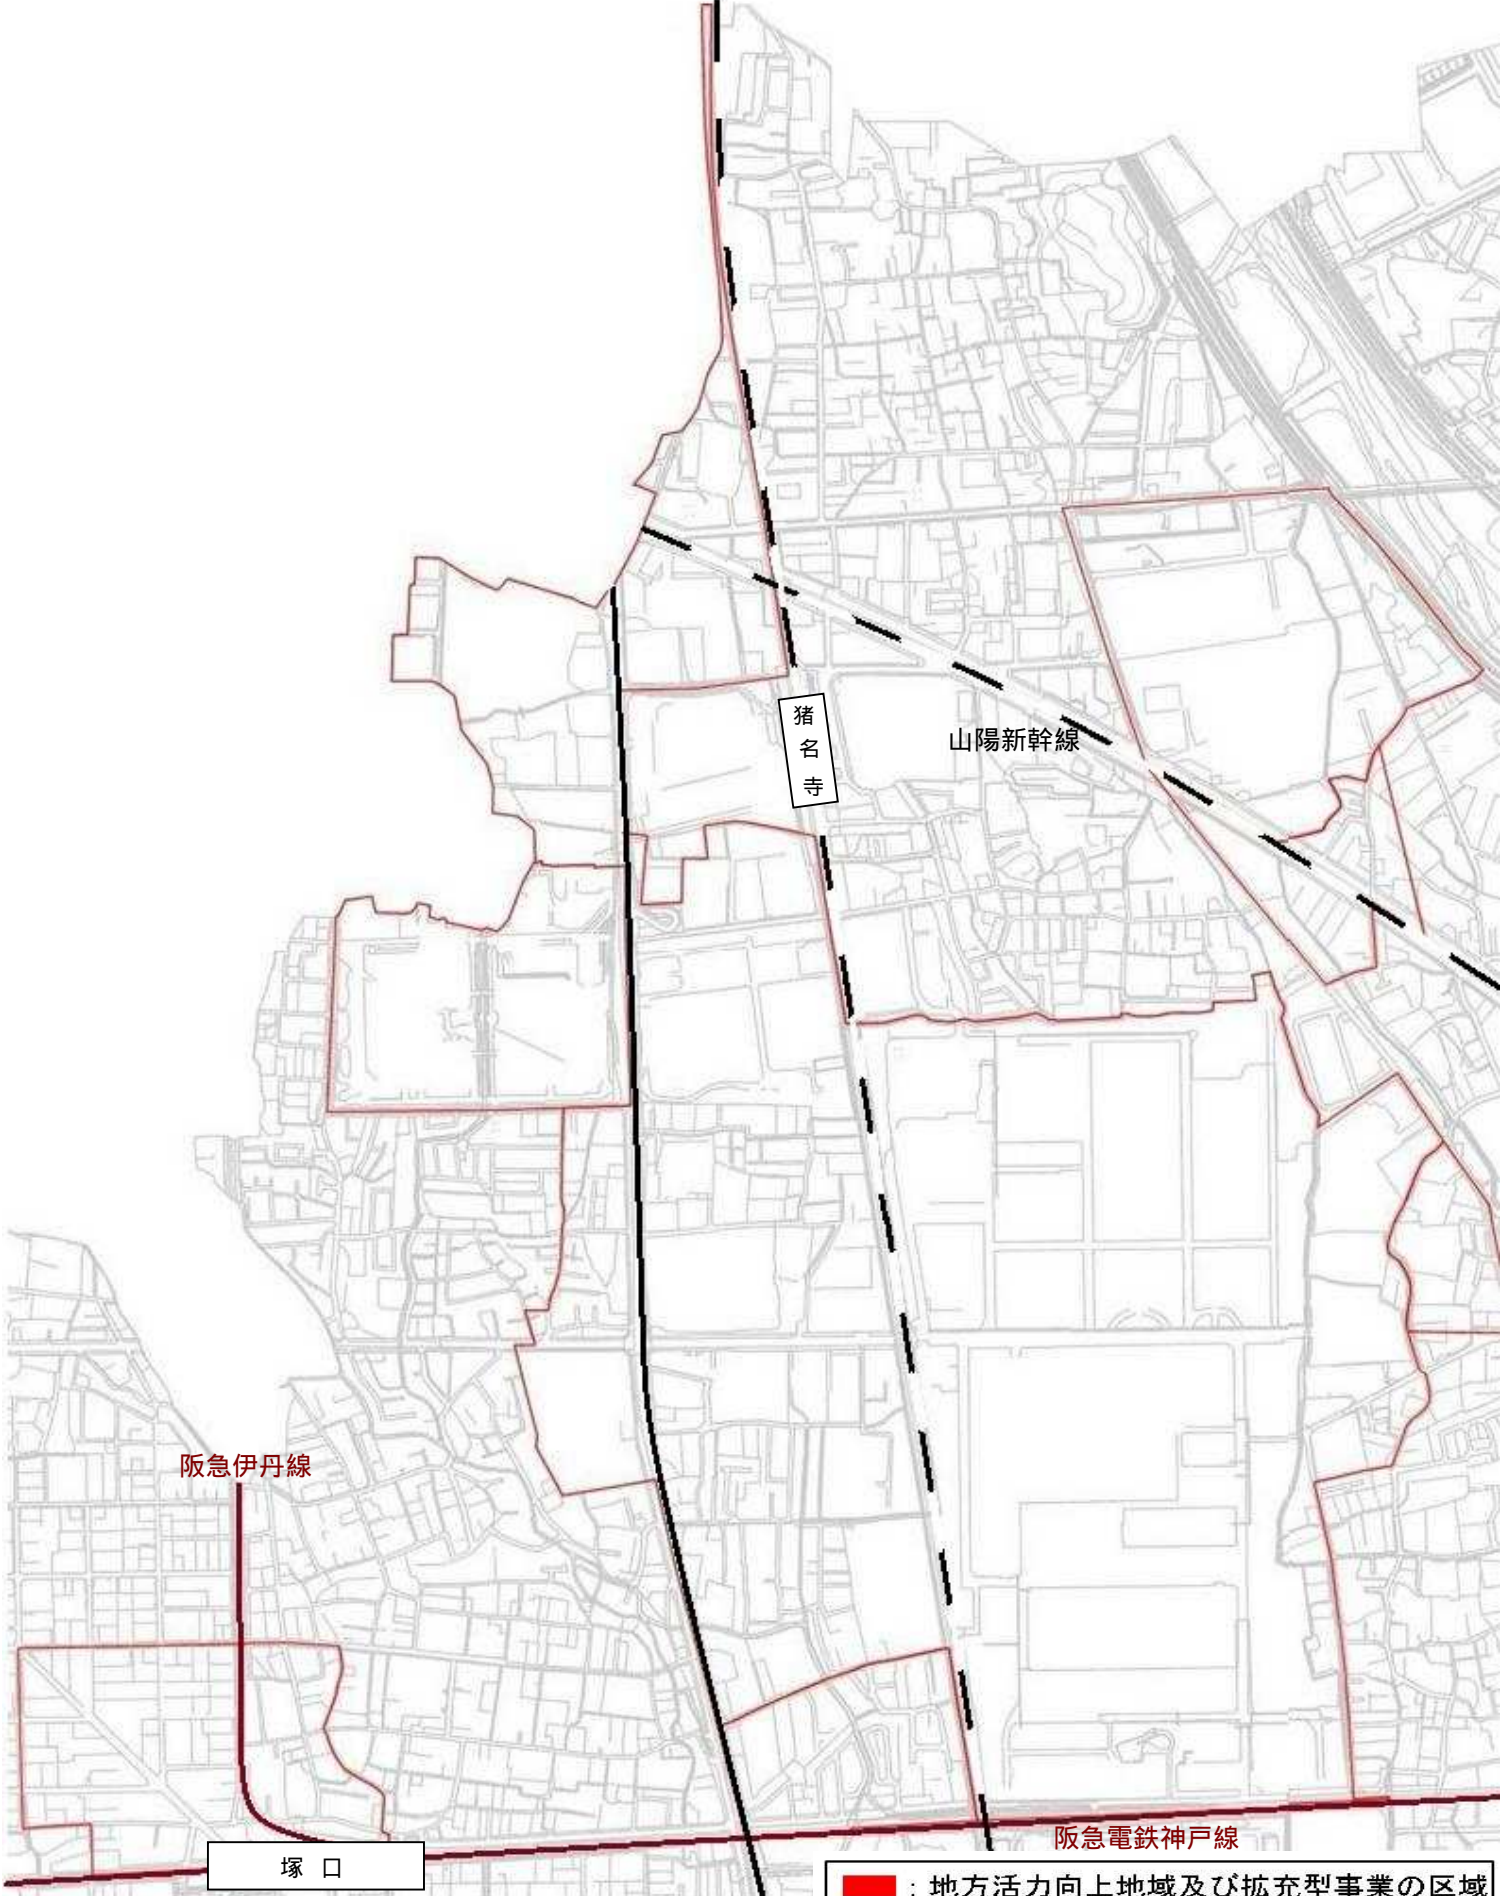 猪名寺
山陽新幹線
阪急伊丹線
阪急電鉄神戸線
塚口
：地方活力向上地域及び拡充型事業の区域